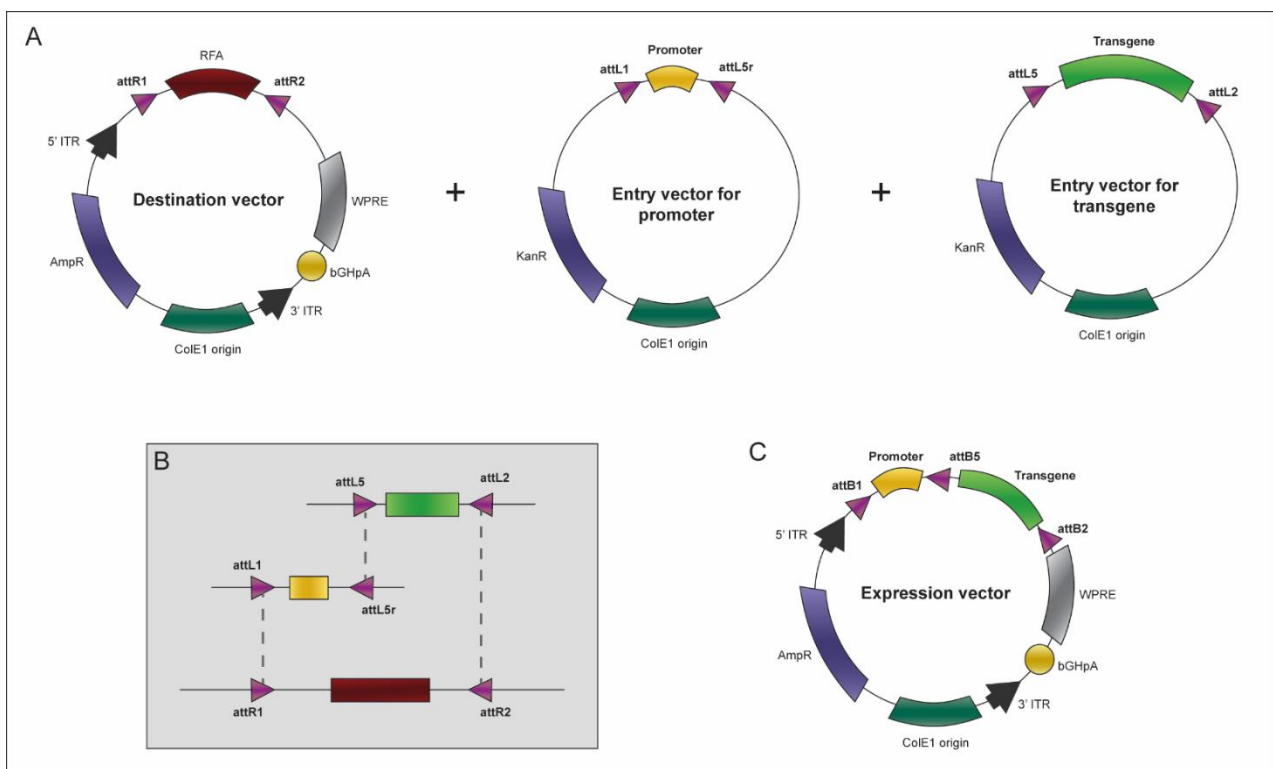 A
RFA
attR1
attR2
5' ITR
Destination vector
WPRE
AmpR
bGHpA
3' ITR
ColE1 origin
+
Promoter
attL1
attL5r
Entry vector for
promoter
KanR
ColE1 origin
+
Transgene
attL5
attL2
Entry vector for
transgene
KanR
ColE1 origin
B
attL5
attL2
attL1
attL5r
attR1
attR2
C
Promoter
attB5
attB1
Transgene
attB2
5' ITR
Expression vector
WPRE
AmpR
bGHpA
3' ITR
ColE1 origin